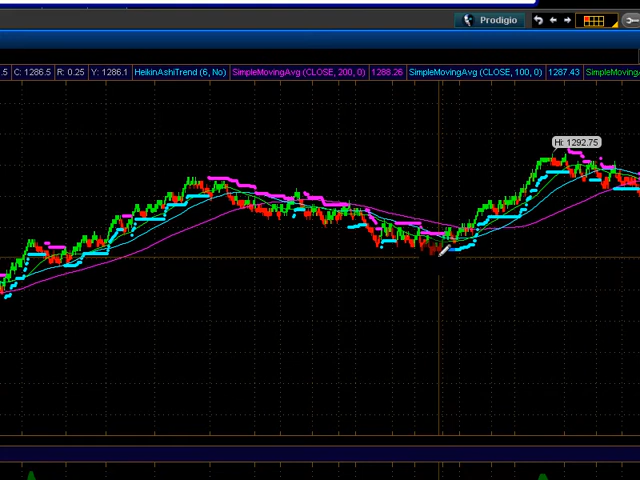 Prodigio
.5 C: 1286.5 R: 0.25 Y: 1286.1 HeikinAshiTrend (6, No) SimpleMovingAvg (CLOSE, 200, 0) 1288.26 SimpleMovingAvg (CLOSE, 100, 0) 1287.43 SimpleMoving
Hi: 1292.75